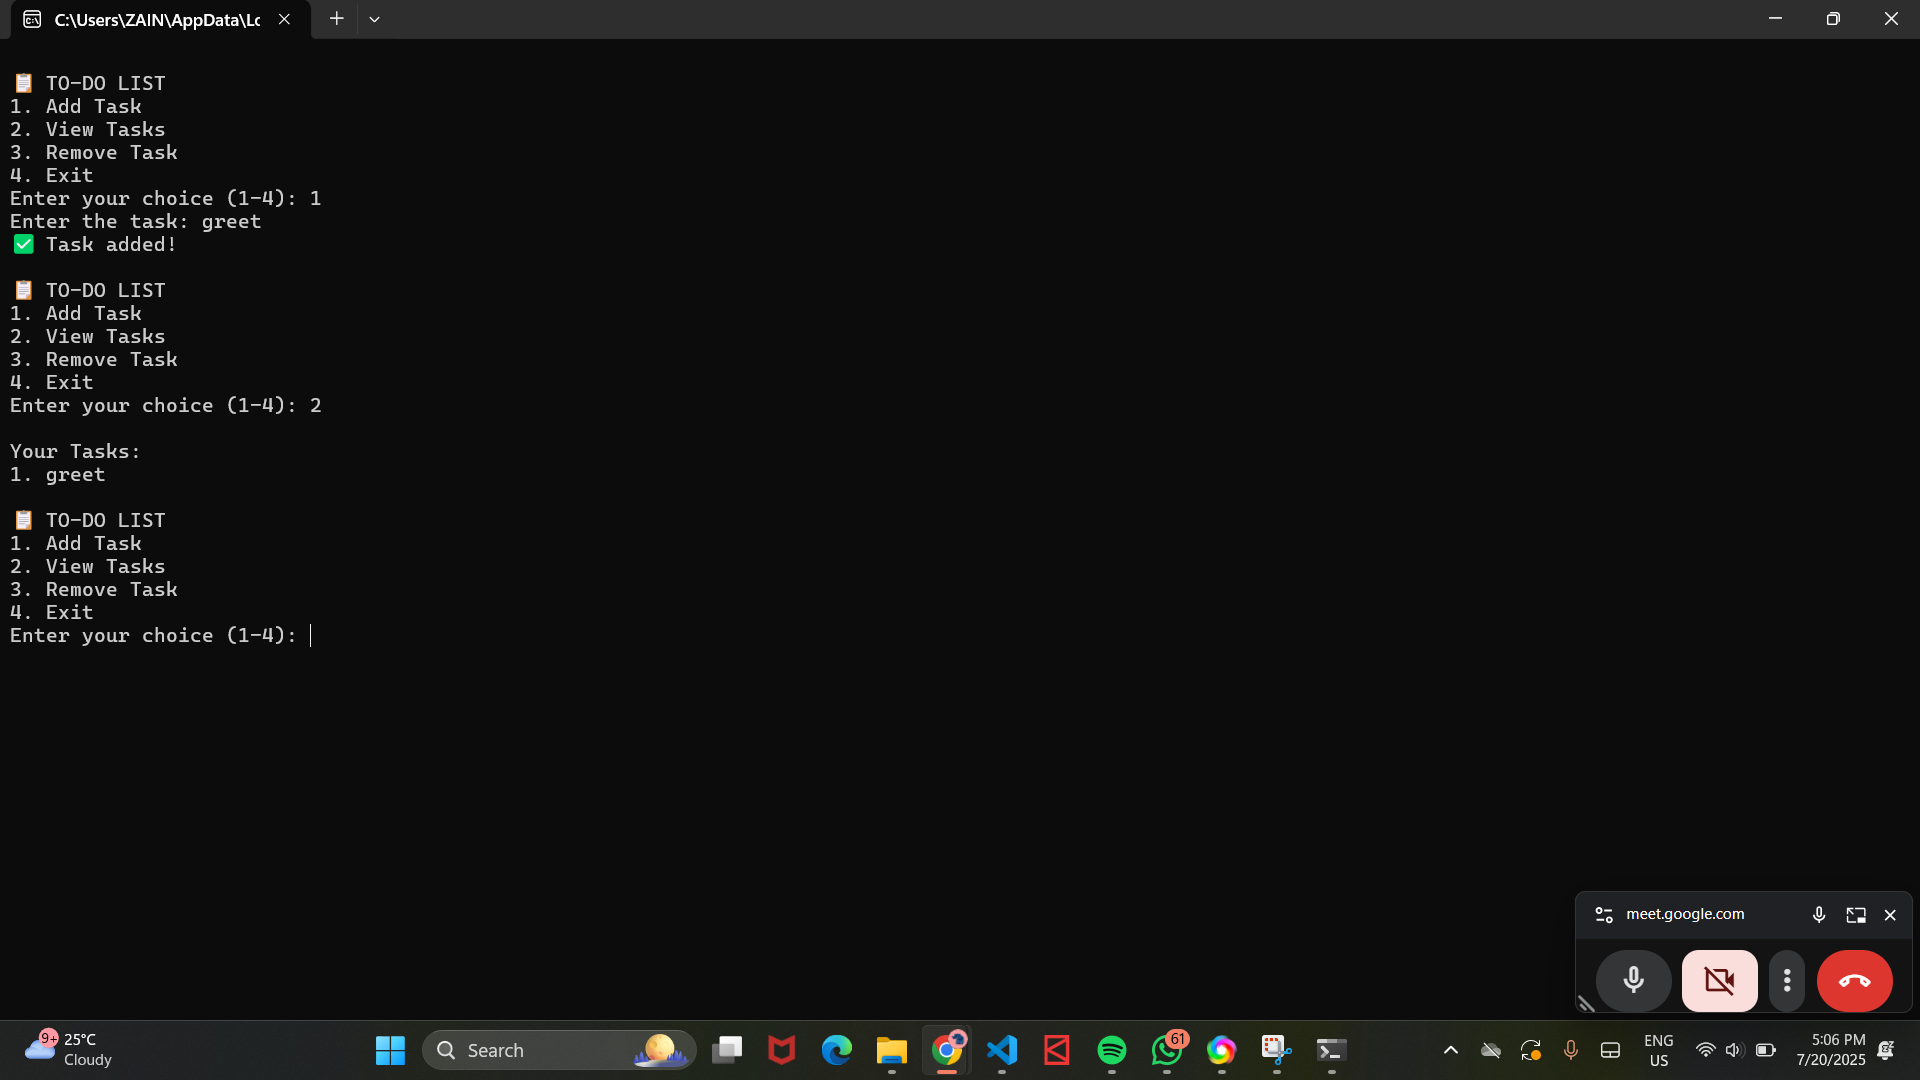 C:\Users\ZAIN\AppData\Lc
📋 TO-DO LIST
1. Add Task
2. View Tasks
3. Remove Task
4. Exit
Enter your choice (1-4): 1
Enter the task: greet
✅ Task added!
📋 TO-DO LIST
1. Add Task
2. View Tasks
3. Remove Task
4. Exit
Enter your choice (1-4): 2
Your Tasks:
1. greet
📋 TO-DO LIST
1. Add Task
2. View Tasks
3. Remove Task
4. Exit
Enter your choice (1-4):
meet.google.com
9+
25°C
Cloudy
Search
61
ENG
US
5:06 PM
7/20/2025